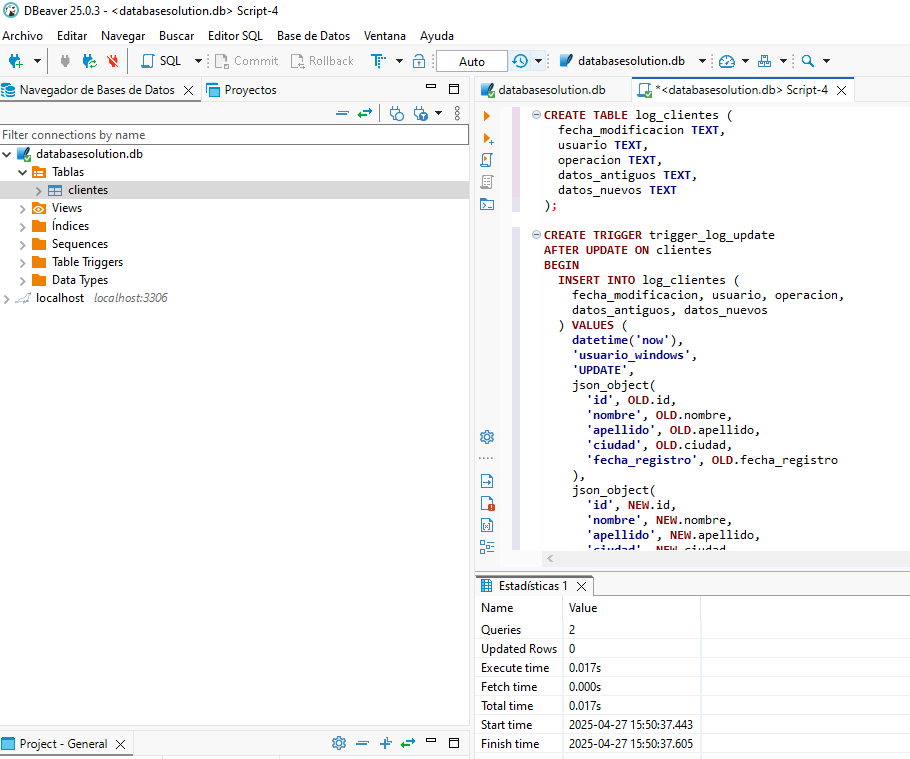 DBeaver 25.0.3 - <databasesolution.db> Script-4
Archivo Editar Navegar Buscar Editor SQL Base de Datos Ventana Ayuda
SQL Commit Rollback T Auto databasesolution.db
Navegador de Bases de Datos Proyectos
Filter connections by name
databasesolution.db
Tablas
clientes
Views
Índices
Sequences
Table Triggers
Data Types
localhost localhost:3306
Project - General
databasesolution.db *<databasesolution.db> Script-4
CREATE TABLE log_clientes (
fecha_modificacion TEXT,
usuario TEXT,
operacion TEXT,
datos_antiguos TEXT,
datos_nuevos TEXT
);
CREATE TRIGGER trigger_log_update
AFTER UPDATE ON clientes
BEGIN
INSERT INTO log_clientes (
fecha_modificacion, usuario, operacion,
datos_antiguos, datos_nuevos
) VALUES (
datetime('now'),
'usuario_windows',
'UPDATE',
json_object(
'id', OLD.id,
'nombre', OLD.nombre,
'apellido', OLD.apellido,
'ciudad', OLD.ciudad,
'fecha_registro', OLD.fecha_registro
),
json_object(
'id', NEW.id,
'nombre', NEW.nombre,
'apellido', NEW.apellido,
'ciudad', NEW.ciudad
Estadísticas 1
Name Value
Queries 2
Updated Rows 0
Execute time 0.017s
Fetch time 0.000s
Total time 0.017s
Start time 2025-04-27 15:50:37.443
Finish time 2025-04-27 15:50:37.605